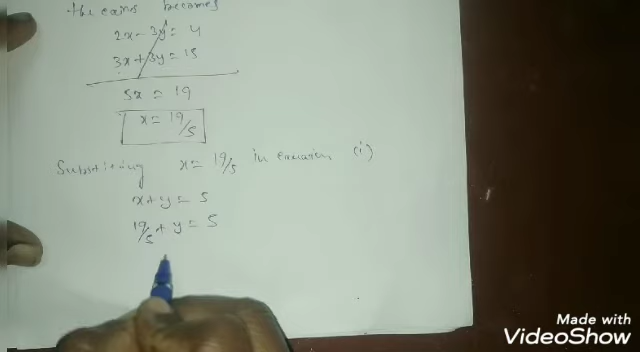 the eqins becomes
2x - 3y = 4
3x + 3y = 15
5x = 19
x = 19/5
Substituting x = 19/5 in equation (i)
x + y = 5
19/5 + y = 5
Made with
VideoShow